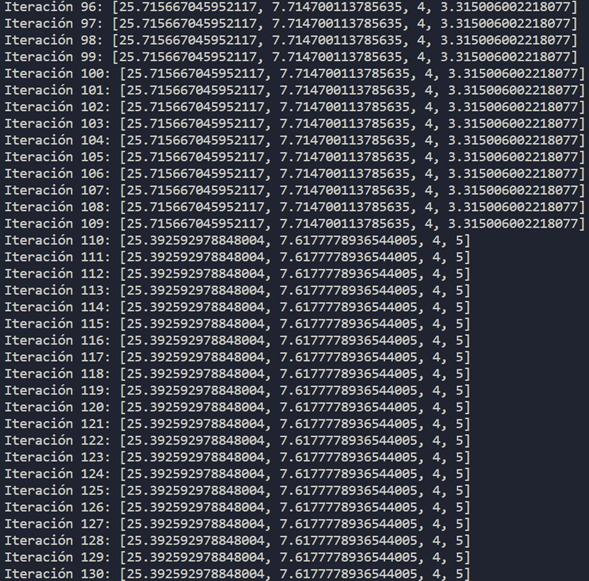 Iteración 96: [25.715667045952117, 7.714700113785635, 4, 3.315006002218077]
Iteración 97: [25.715667045952117, 7.714700113785635, 4, 3.315006002218077]
Iteración 98: [25.715667045952117, 7.714700113785635, 4, 3.315006002218077]
Iteración 99: [25.715667045952117, 7.714700113785635, 4, 3.315006002218077]
Iteración 100: [25.715667045952117, 7.714700113785635, 4, 3.315006002218077]
Iteración 101: [25.715667045952117, 7.714700113785635, 4, 3.315006002218077]
Iteración 102: [25.715667045952117, 7.714700113785635, 4, 3.315006002218077]
Iteración 103: [25.715667045952117, 7.714700113785635, 4, 3.315006002218077]
Iteración 104: [25.715667045952117, 7.714700113785635, 4, 3.315006002218077]
Iteración 105: [25.715667045952117, 7.714700113785635, 4, 3.315006002218077]
Iteración 106: [25.715667045952117, 7.714700113785635, 4, 3.315006002218077]
Iteración 107: [25.715667045952117, 7.714700113785635, 4, 3.315006002218077]
Iteración 108: [25.715667045952117, 7.714700113785635, 4, 3.315006002218077]
Iteración 109: [25.715667045952117, 7.714700113785635, 4, 3.315006002218077]
Iteración 110: [25.392592978848004, 7.6177778936544005, 4, 5]
Iteración 111: [25.392592978848004, 7.6177778936544005, 4, 5]
Iteración 112: [25.392592978848004, 7.6177778936544005, 4, 5]
Iteración 113: [25.392592978848004, 7.6177778936544005, 4, 5]
Iteración 114: [25.392592978848004, 7.6177778936544005, 4, 5]
Iteración 115: [25.392592978848004, 7.6177778936544005, 4, 5]
Iteración 116: [25.392592978848004, 7.6177778936544005, 4, 5]
Iteración 117: [25.392592978848004, 7.6177778936544005, 4, 5]
Iteración 118: [25.392592978848004, 7.6177778936544005, 4, 5]
Iteración 119: [25.392592978848004, 7.6177778936544005, 4, 5]
Iteración 120: [25.392592978848004, 7.6177778936544005, 4, 5]
Iteración 121: [25.392592978848004, 7.6177778936544005, 4, 5]
Iteración 122: [25.392592978848004, 7.6177778936544005, 4, 5]
Iteración 123: [25.392592978848004, 7.6177778936544005, 4, 5]
Iteración 124: [25.392592978848004, 7.6177778936544005, 4, 5]
Iteración 125: [25.392592978848004, 7.6177778936544005, 4, 5]
Iteración 126: [25.392592978848004, 7.6177778936544005, 4, 5]
Iteración 127: [25.392592978848004, 7.6177778936544005, 4, 5]
Iteración 128: [25.392592978848004, 7.6177778936544005, 4, 5]
Iteración 129: [25.392592978848004, 7.6177778936544005, 4, 5]
Iteración 130: [25.392592978848004, 7.6177778936544005, 4, 5]